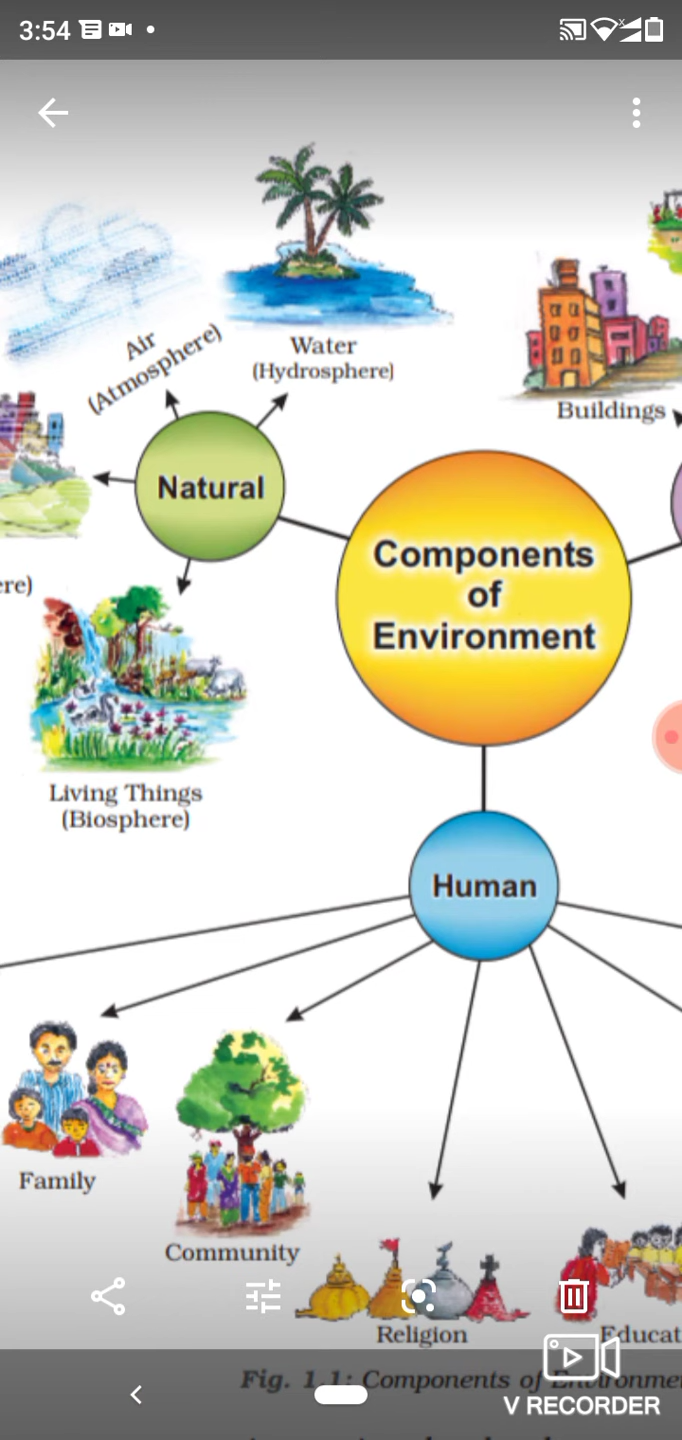 3:54
Air
(Atmosphere)
Water
(Hydrosphere)
Buildings
Natural
ere)
Components
of
Environment
Living Things
(Biosphere)
Human
Family
Community
Religion
Educat
Fig. 1.1: Components of Environme
V RECORDER